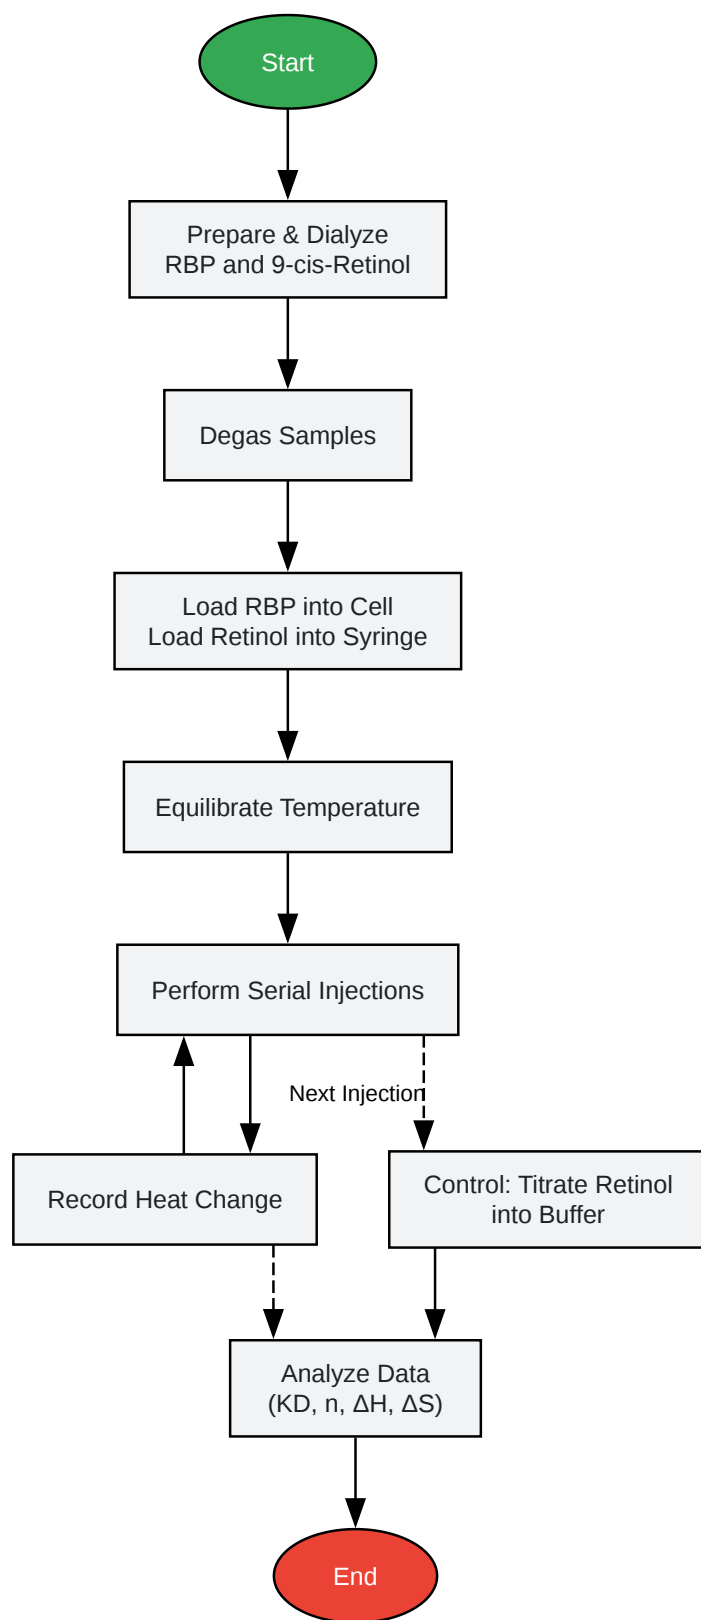 Start
Prepare & Dialyze
RBP and 9-cis-Retinol
Degas Samples
Load RBP into Cell
Load Retinol into Syringe
Equilibrate Temperature
Perform Serial Injections
Next Injection
Record Heat Change
Control: Titrate Retinol
into Buffer
Analyze Data
(KD, n, ΔH, ΔS)
End